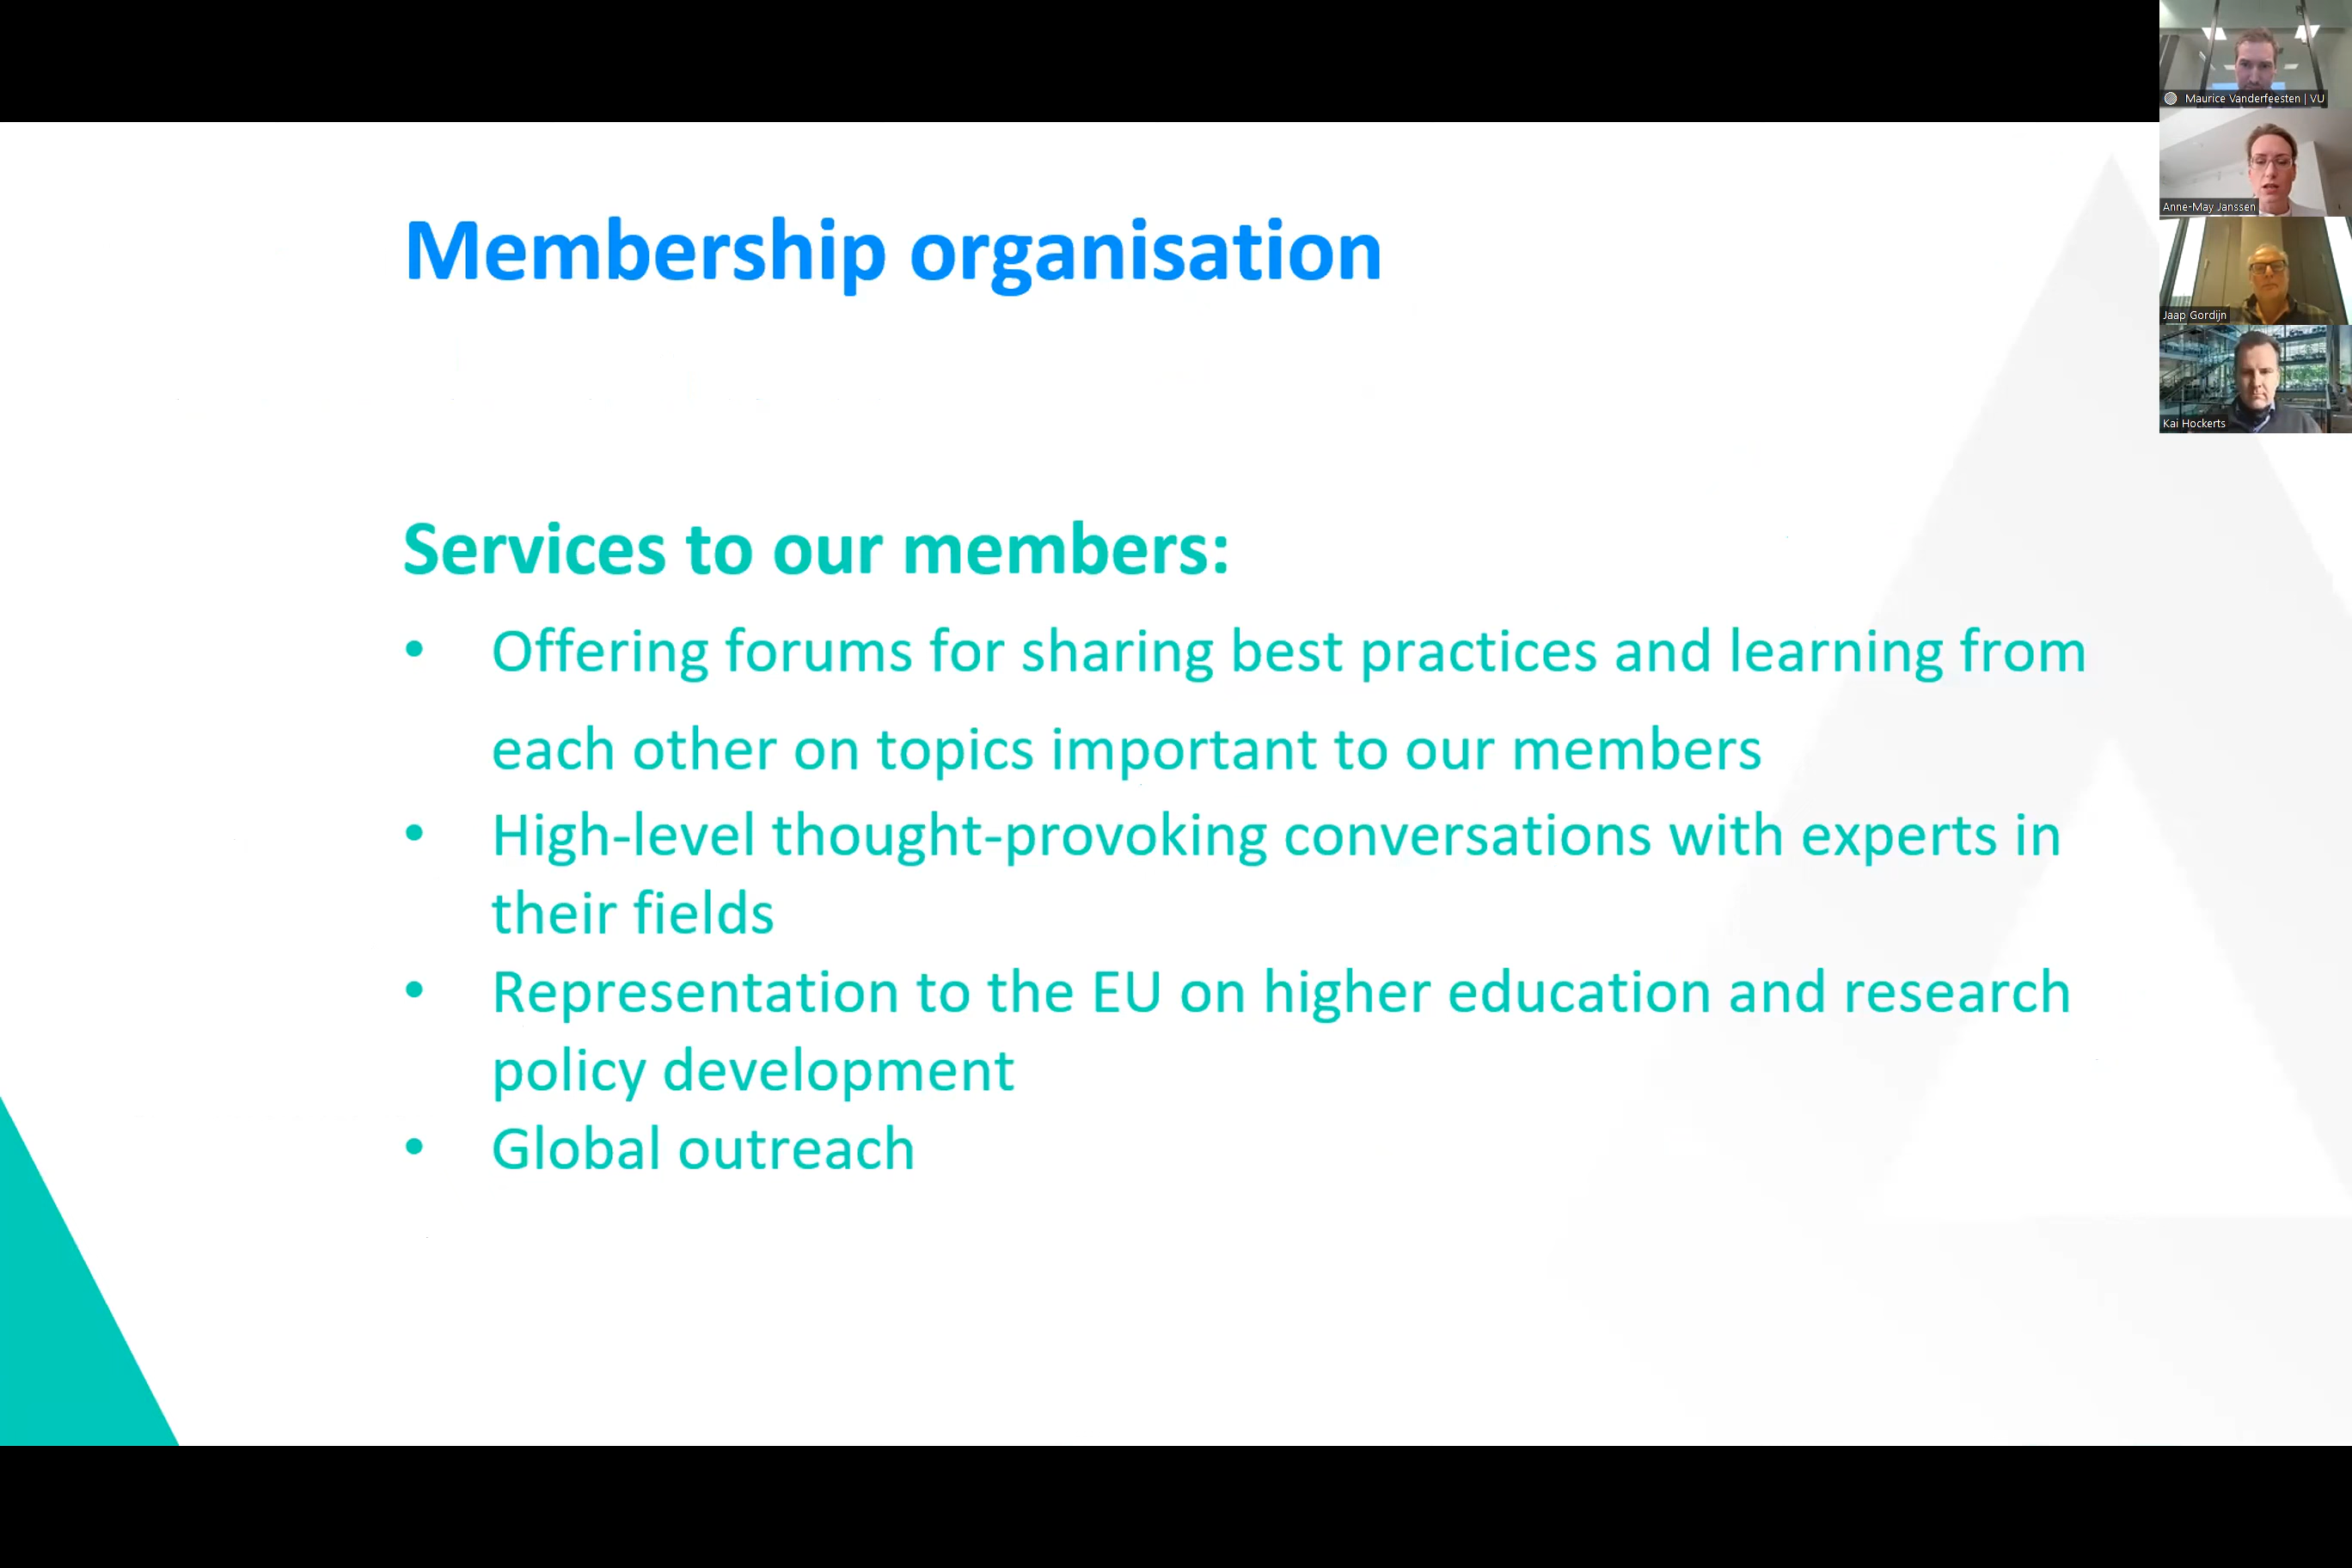 Membership organisation
Services to our members:
• Offering forums for sharing best practices and learning from
each other on topics important to our members
• High-level thought-provoking conversations with experts in
their fields
• Representation to the EU on higher education and research
policy development
• Global outreach
Maurice Vanderfeesten | VU
Anne-May Janssen
Jaap Gordijn
Kai Hockerts